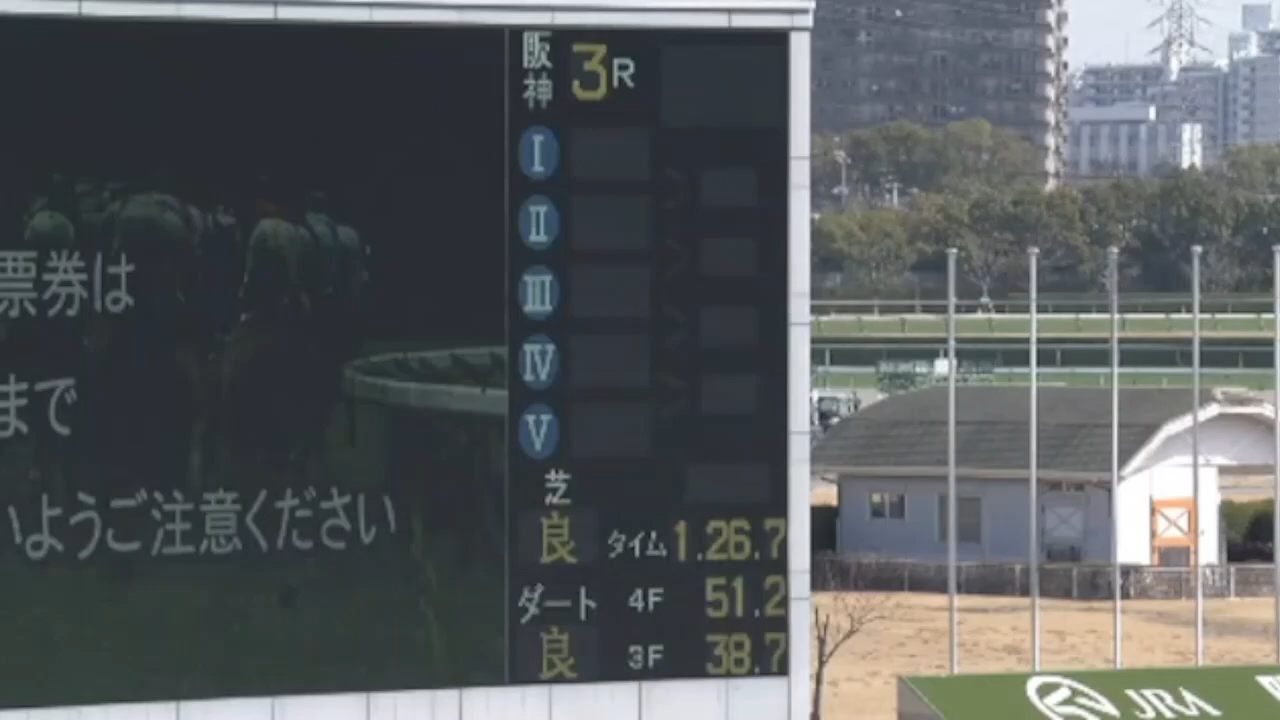 票券は
まで
いようご注意ください
阪神 3R
Ⅰ
Ⅱ
Ⅲ
Ⅳ
Ⅴ
芝
良 タイム 1.26.7
ダート 4F 51.2
良 3F 38.7
JRA